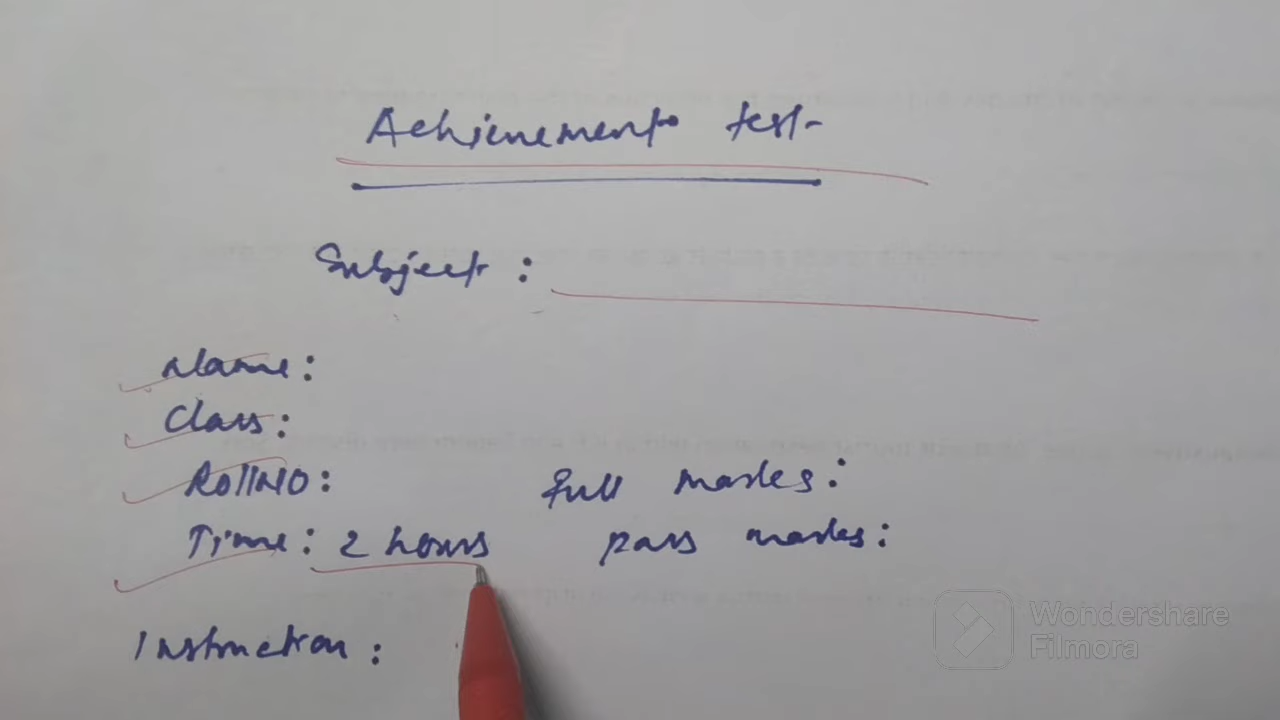 Achievement test
Subject :
Name :
Class :
Roll No :
Full marks :
Time : 2 hours
pass marks :
Instruction :
Wondershare
Filmora